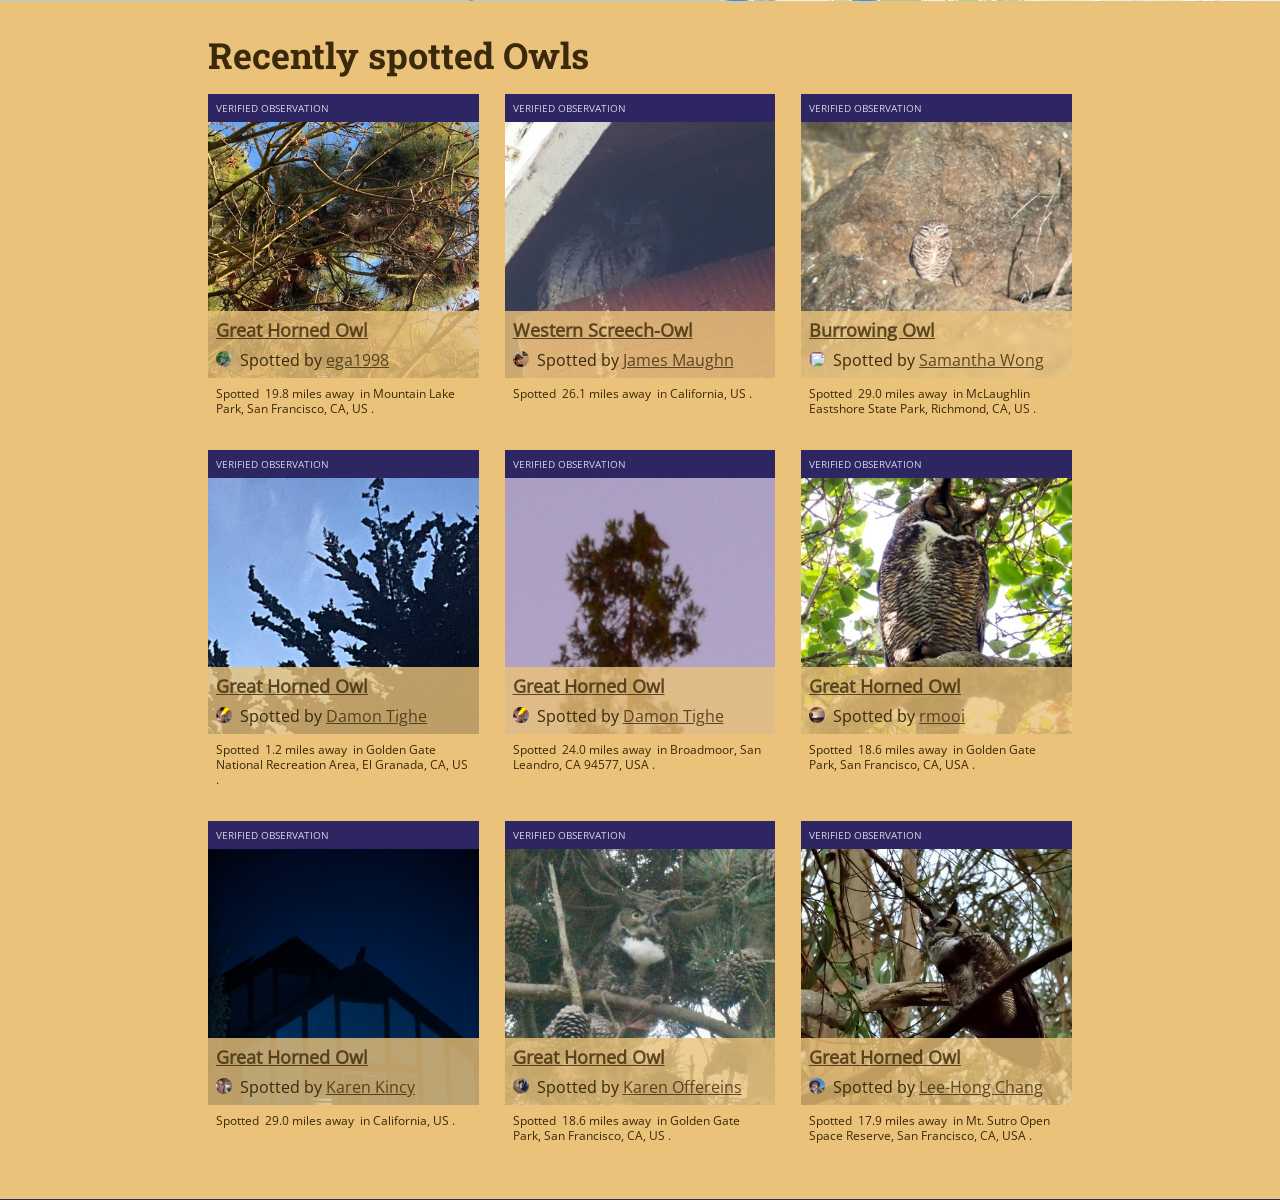 Recently spotted Owls
VERIFIED OBSERVATION
Great Horned Owl
Spotted by ega1998
Spotted 19.8 miles away in Mountain Lake
Park, San Francisco, CA, US .
VERIFIED OBSERVATION
Western Screech-Owl
Spotted by James Maughn
Spotted 26.1 miles away in California, US .
VERIFIED OBSERVATION
Burrowing Owl
Spotted by Samantha Wong
Spotted 29.0 miles away in McLaughlin
Eastshore State Park, Richmond, CA, US .
VERIFIED OBSERVATION
Great Horned Owl
Spotted by Damon Tighe
Spotted 1.2 miles away in Golden Gate
National Recreation Area, El Granada, CA, US
.
VERIFIED OBSERVATION
Great Horned Owl
Spotted by Damon Tighe
Spotted 24.0 miles away in Broadmoor, San
Leandro, CA 94577, USA .
VERIFIED OBSERVATION
Great Horned Owl
Spotted by rmooi
Spotted 18.6 miles away in Golden Gate
Park, San Francisco, CA, USA .
VERIFIED OBSERVATION
Great Horned Owl
Spotted by Karen Kincy
Spotted 29.0 miles away in California, US .
VERIFIED OBSERVATION
Great Horned Owl
Spotted by Karen Offereins
Spotted 18.6 miles away in Golden Gate
Park, San Francisco, CA, US .
VERIFIED OBSERVATION
Great Horned Owl
Spotted by Lee-Hong Chang
Spotted 17.9 miles away in Mt. Sutro Open
Space Reserve, San Francisco, CA, USA .